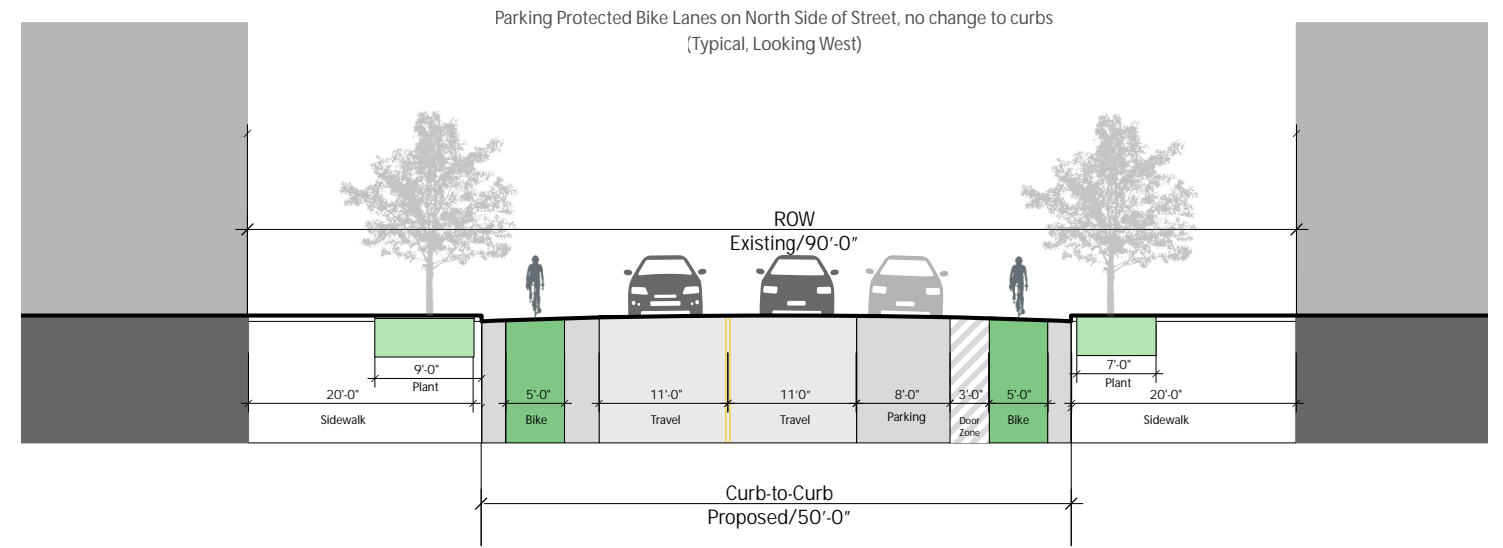 Parking Protected Bike Lanes on North Side of Street, no change to curbs
(Typical, Looking West)
ROW
Existing/90'-0"
9'-0"
Plant
7'-0"
Plant
20'-0"
Sidewalk
5'-0"
Bike
11'-0"
Travel
11'0"
Travel
8'-0"
Parking
3'-0"
Door
Zone
5'-0"
Bike
20'-0"
Sidewalk
Curb-to-Curb
Proposed/50'-0"